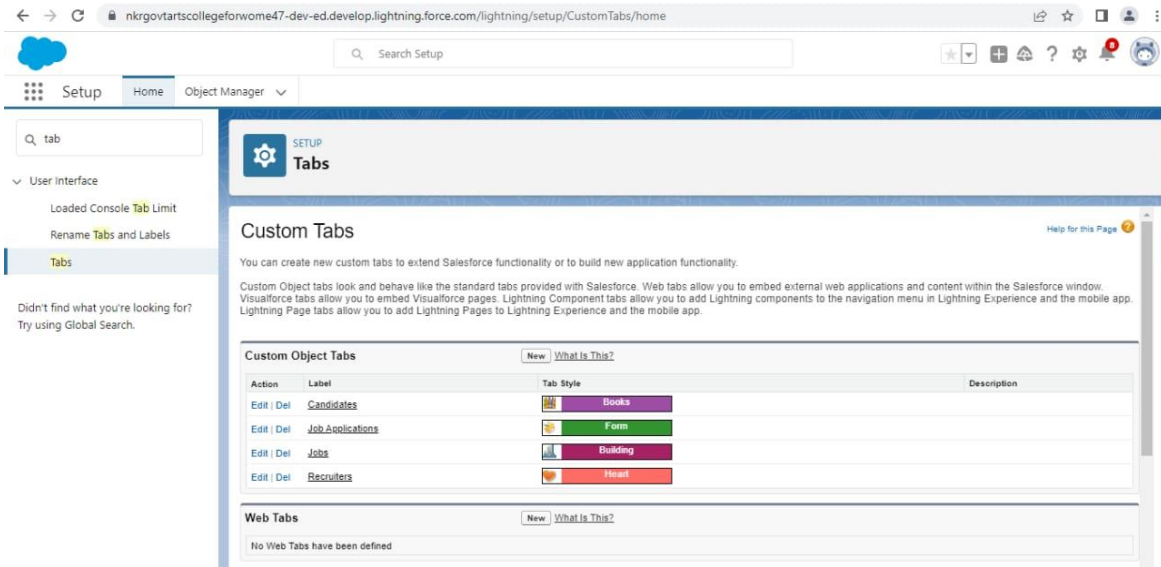 nkrgovtartscollegeforwome47-dev-ed.develop.lightning.force.com/lightning/setup/CustomTabs/home
Search Setup
8
Setup Home Object Manager
tab
User Interface
Loaded Console Tab Limit
Rename Tabs and Labels
Tabs
Didn't find what you're looking for?
Try using Global Search.
SETUP
Tabs
Custom Tabs
Help for this Page
You can create new custom tabs to extend Salesforce functionality or to build new application functionality.
Custom Object tabs look and behave like the standard tabs provided with Salesforce. Web tabs allow you to embed external web applications and content within the Salesforce window.
Visualforce tabs allow you to embed Visualforce pages. Lightning Component tabs allow you to add Lightning components to the navigation menu in Lightning Experience and the mobile app.
Lightning Page tabs allow you to add Lightning Pages to Lightning Experience and the mobile app.
Custom Object Tabs New What Is This?
Action Label Tab Style Description
Edit | Del Candidates Books
Edit | Del Job Applications Form
Edit | Del Jobs Building
Edit | Del Recruiters Heart
Web Tabs New What Is This?
No Web Tabs have been defined